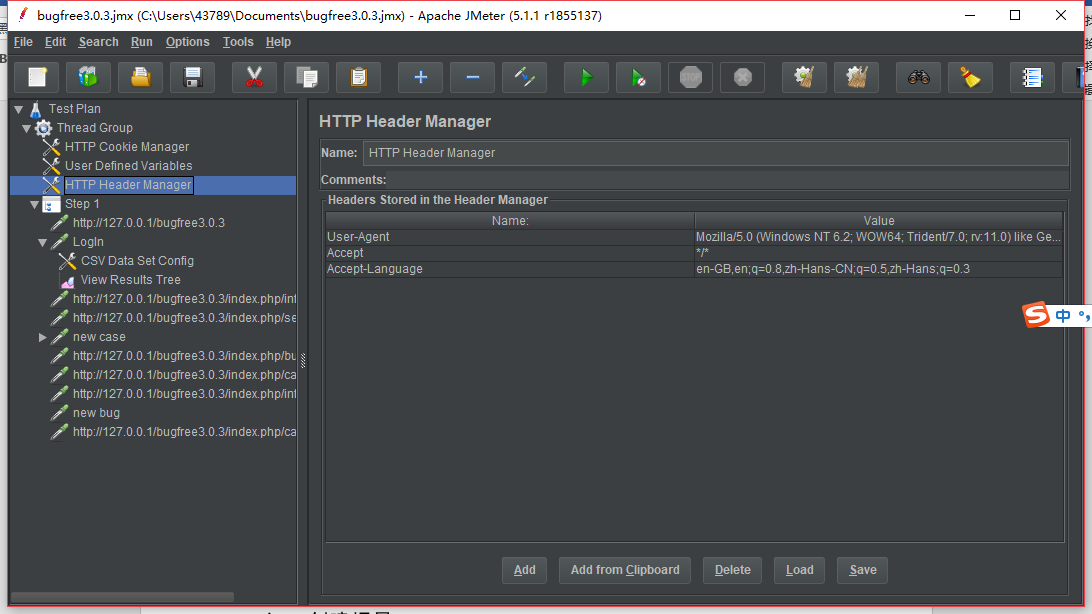 bugfree3.0.3.jmx (C:\Users\43789\Documents\bugfree3.0.3.jmx) - Apache JMeter (5.1.1 r1855137)
File Edit Search Run Options Tools Help
STOP
Test Plan
Thread Group
HTTP Cookie Manager
User Defined Variables
HTTP Header Manager
Step 1
http://127.0.0.1/bugfree3.0.3
LogIn
CSV Data Set Config
View Results Tree
http://127.0.0.1/bugfree3.0.3/index.php/inf
http://127.0.0.1/bugfree3.0.3/index.php/se
new case
http://127.0.0.1/bugfree3.0.3/index.php/bu
http://127.0.0.1/bugfree3.0.3/index.php/ca
http://127.0.0.1/bugfree3.0.3/index.php/inf
new bug
http://127.0.0.1/bugfree3.0.3/index.php/ca
HTTP Header Manager
Name: HTTP Header Manager
Comments:
Headers Stored in the Header Manager
Name: Value
User-Agent Mozilla/5.0 (Windows NT 6.2; WOW64; Trident/7.0; rv:11.0) like Ge...
Accept */*
Accept-Language en-GB,en;q=0.8,zh-Hans-CN;q=0.5,zh-Hans;q=0.3
Add Add from Clipboard Delete Load Save
S 中 °,